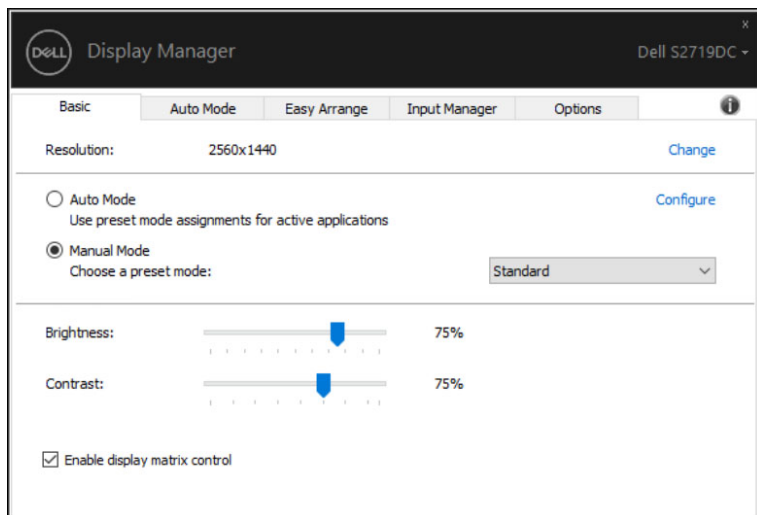 x
DELL Display Manager Dell S2719DC
Basic Auto Mode Easy Arrange Input Manager Options
Resolution: 2560x1440 Change
Auto Mode Configure
Use preset mode assignments for active applications
Manual Mode
Choose a preset mode: Standard
Brightness: 75%
Contrast: 75%
Enable display matrix control